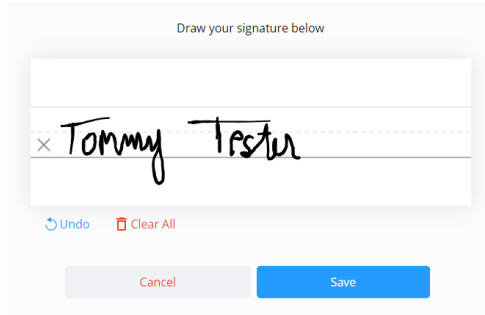 Draw your signature below
× Tommy Tester
Undo Clear All
Cancel Save